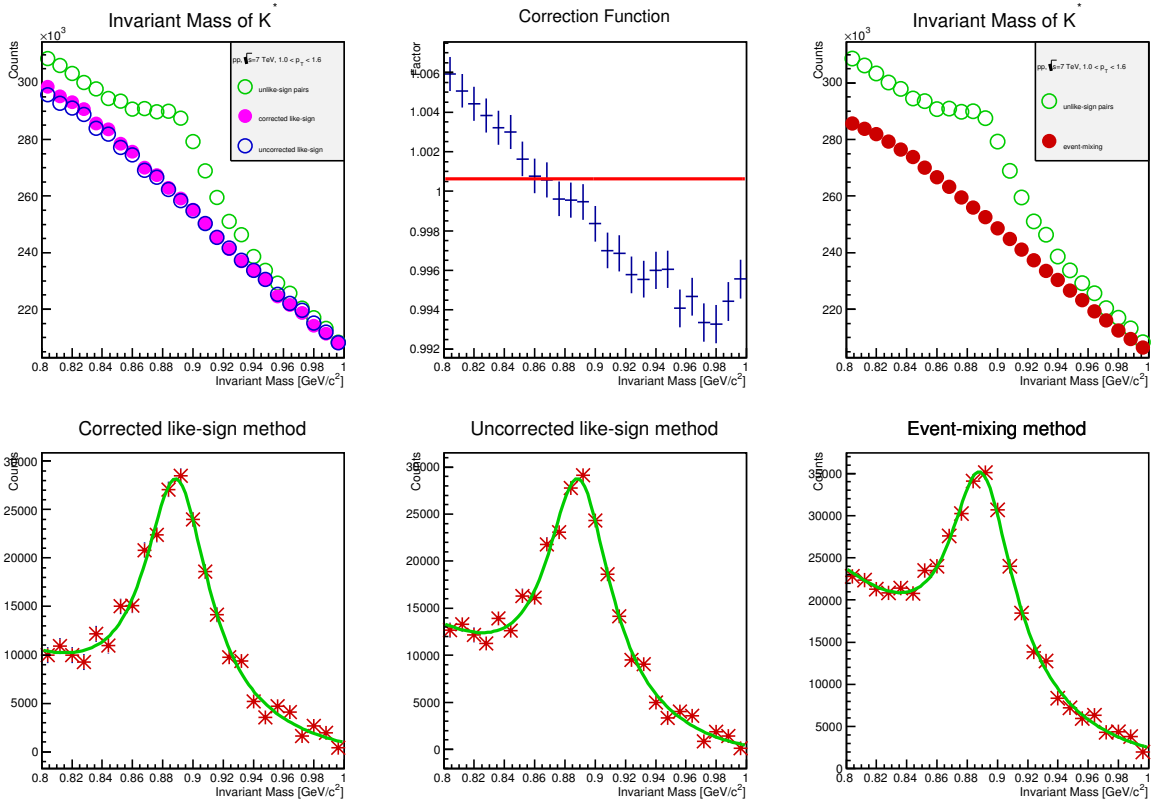 Invariant Mass of K*
×10³
Counts
pp, √s=7 TeV, 1.0 < p_T < 1.6
unlike-sign pairs
corrected like-sign
uncorrected like-sign
300
280
260
240
220
0.8 0.82 0.84 0.86 0.88 0.9 0.92 0.94 0.96 0.98 1
Invariant Mass [GeV/c²]
Correction Function
Factor
1.006
1.004
1.002
1
0.998
0.996
0.994
0.992
0.8 0.82 0.84 0.86 0.88 0.9 0.92 0.94 0.96 0.98 1
Invariant Mass [GeV/c²]
Invariant Mass of K*
×10³
Counts
pp, √s=7 TeV, 1.0 < p_T < 1.6
unlike-sign pairs
event-mixing
300
280
260
240
220
0.8 0.82 0.84 0.86 0.88 0.9 0.92 0.94 0.96 0.98 1
Invariant Mass [GeV/c²]
Corrected like-sign method
Counts
30000
25000
20000
15000
10000
5000
0
0.8 0.82 0.84 0.86 0.88 0.9 0.92 0.94 0.96 0.98 1
Invariant Mass [GeV/c²]
Uncorrected like-sign method
Counts
30000
25000
20000
15000
10000
5000
0
0.8 0.82 0.84 0.86 0.88 0.9 0.92 0.94 0.96 0.98 1
Invariant Mass [GeV/c²]
Event-mixing method
Counts
35000
30000
25000
20000
15000
10000
5000
0
0.8 0.82 0.84 0.86 0.88 0.9 0.92 0.94 0.96 0.98 1
Invariant Mass [GeV/c²]